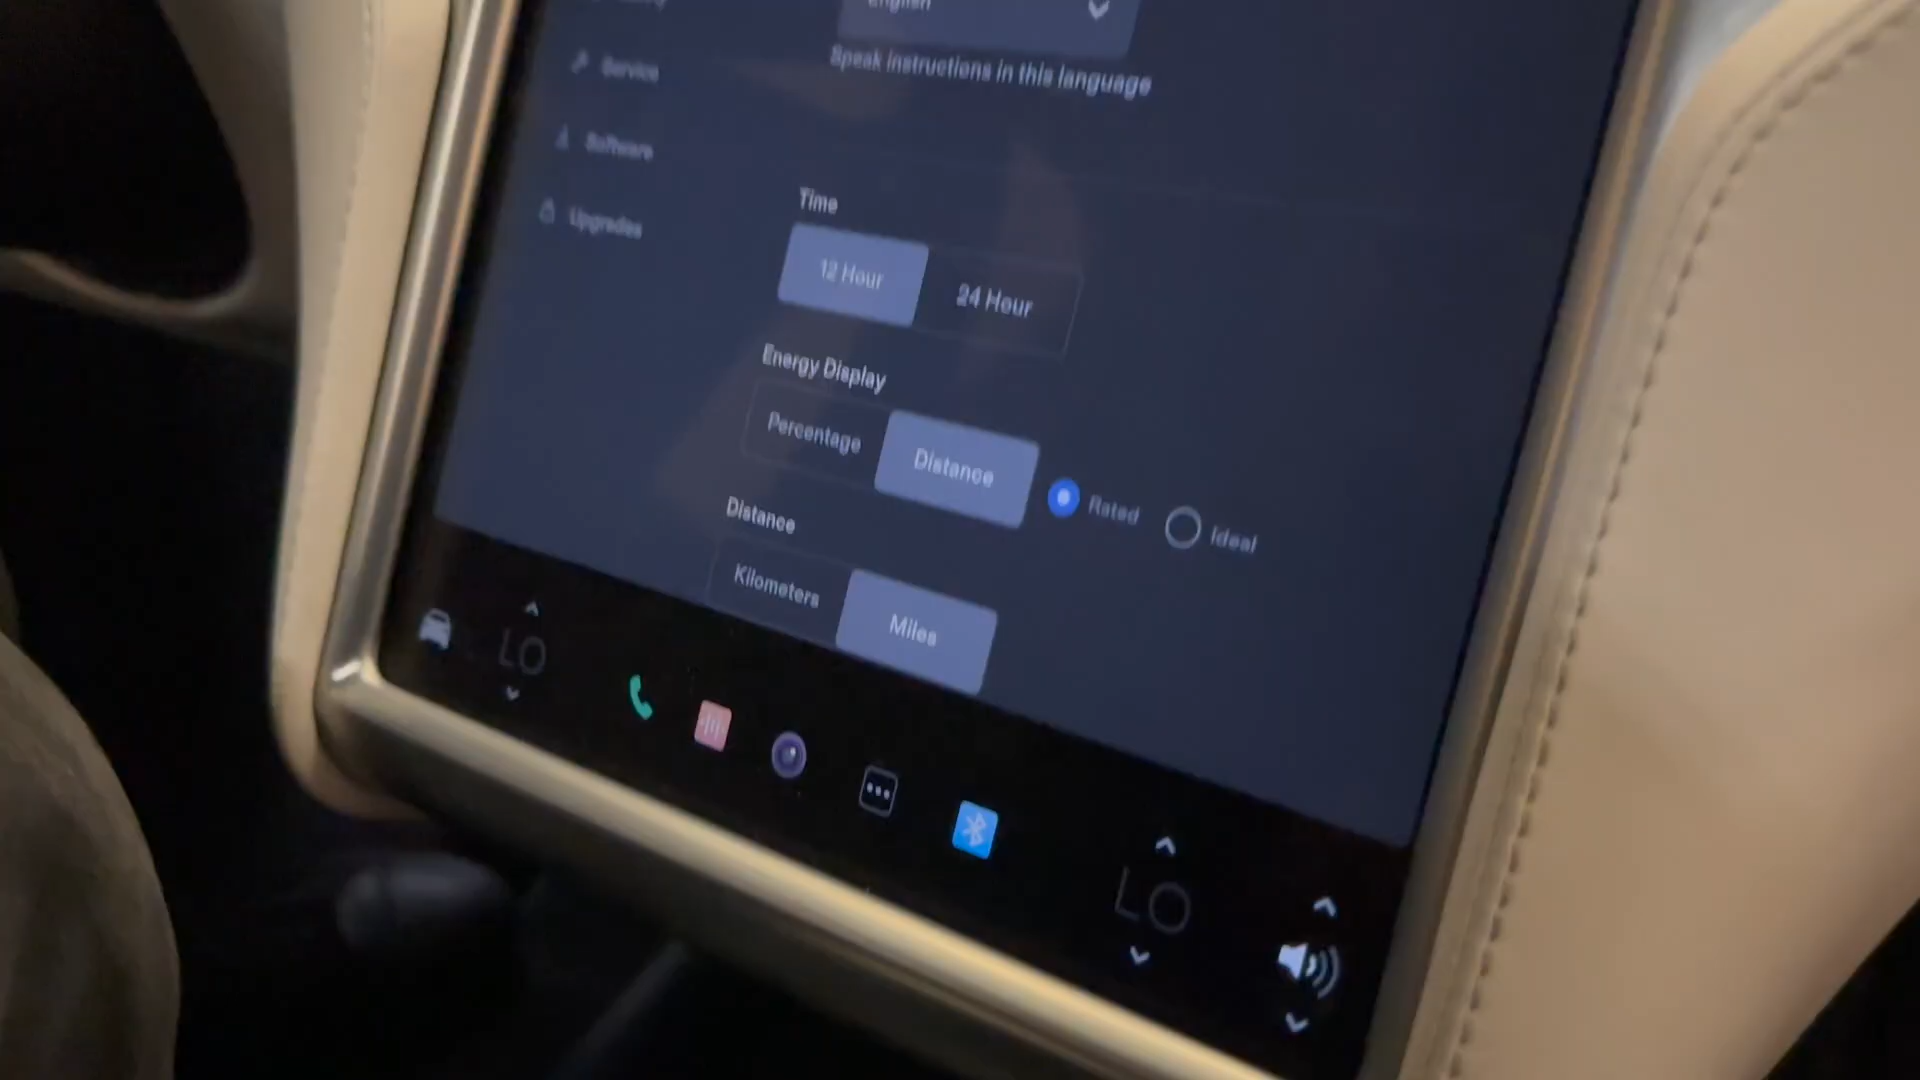 English
Speak instructions in this language
Service
Software
Upgrades
Time
12 Hour
24 Hour
Energy Display
Percentage
Distance
Rated
Ideal
Distance
Kilometers
Miles
LO
LO